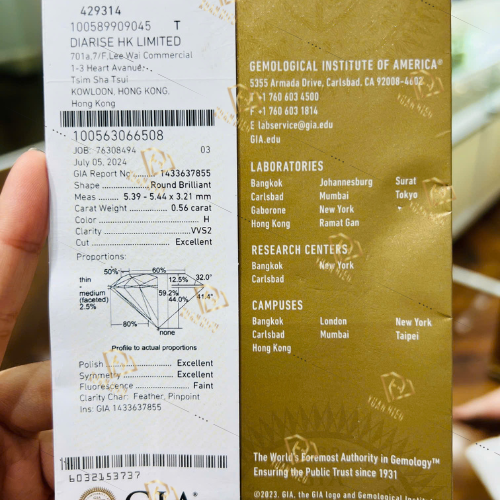 429314
100589909045 T
DIARISE HK LIMITED
701a,7/F Lee Wai Commercial
1-3 Heart Avanue,
Tsim Sha Tsui
KOWLOON, HONG KONG,
Hong Kong
100563066508
JOB: 76308494 03
July 05, 2024
GIA Report No 1433637855
Shape Round Brilliant
Meas 5.39 - 5.44 x 3.21 mm
Carat Weight 0.56 carat
Color H
Clarity VVS2
Cut Excellent
Proportions:
50% 60%
12.5% 32.0°
thin
-
medium
(faceted)
2.5%
59.2%
44.0% 41.4°
80%
none
Profile to actual proportions
Polish Excellent
Symmetry Excellent
Fluorescence Faint
Clarity Char: Feather, Pinpoint
Ins: GIA 1433637855
6032153737
GIA
GEMOLOGICAL INSTITUTE OF AMERICA®
5355 Armada Drive, Carlsbad, CA 92008-4602
T +1 760 603 4500
F +1 760 603 1814
E labservice@gia.edu
GIA.edu
LABORATORIES
Bangkok Johannesburg Surat
Carlsbad Mumbai Tokyo
Gaborone New York
Hong Kong Ramat Gan
RESEARCH CENTERS
Bangkok New York
Carlsbad
CAMPUSES
Bangkok London New York
Carlsbad Mumbai Taipei
Hong Kong
The World's Foremost Authority in Gemology™
Ensuring the Public Trust since 1931
©2023. GIA, the GIA logo and Gemological Instit